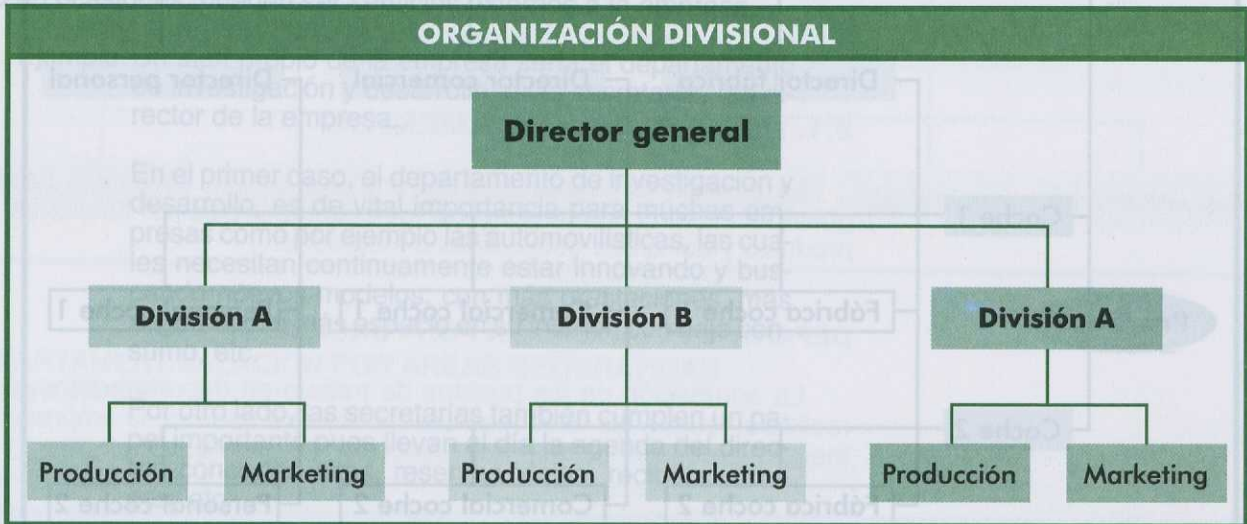 ORGANIZACIÓN DIVISIONAL
Director general
División A División B División A
Producción Marketing Producción Marketing Producción Marketing